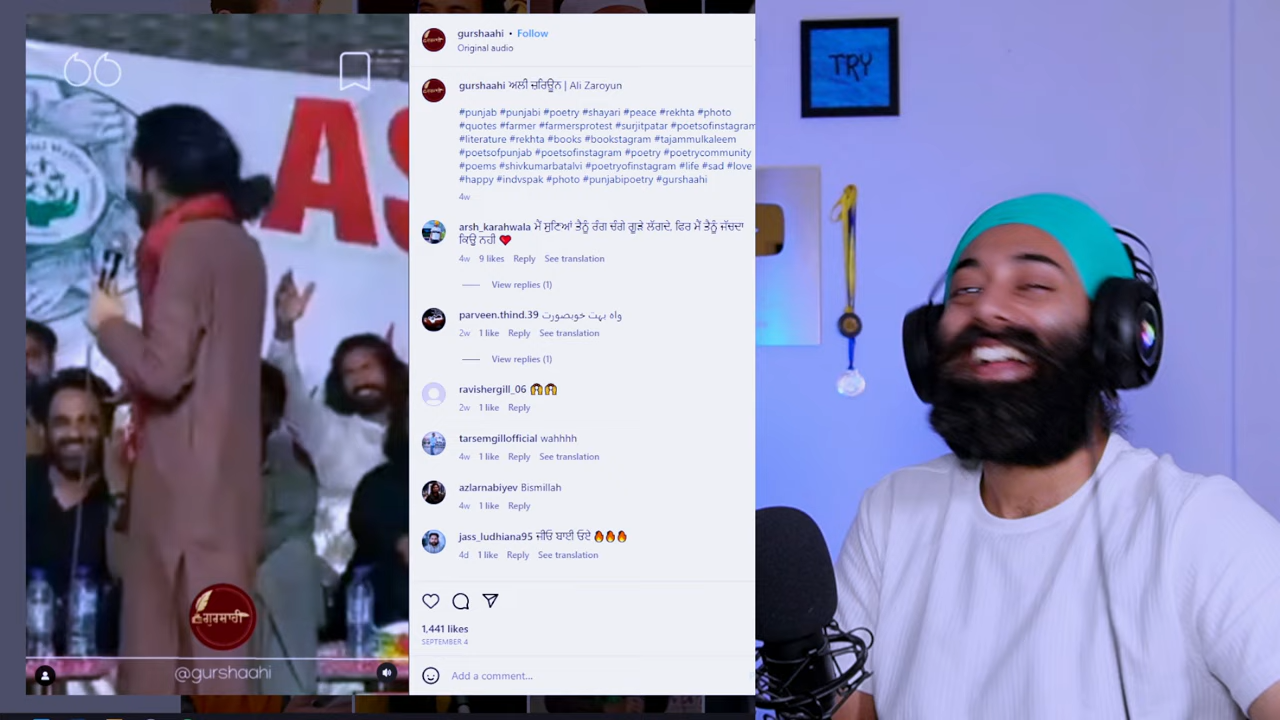 AS
ਗੁਰਸ਼ਾਹੀ
@gurshaahi
gurshaahi • Follow
Original audio
gurshaahi ਅਲੀ ਜ਼ਰਿਊਨ | Ali Zaroyun
#punjab #punjabi #poetry #shayari #peace #rekhta #photo
#quotes #farmer #farmersprotest #surjitpatar #poetsofinstagram
#literature #rekhta #books #bookstagram #tajammulkaleem
#poetsofpunjab #poetsofinstagram #poetry #poetrycommunity
#poems #shivkumarbatalvi #poetryofinstagram #life #sad #love
#happy #indvspak #photo #punjabipoetry #gurshaahi
4w
arsh_karahwala ਮੈਂ ਸੁਣਿਆਂ ਤੈਨੂੰ ਰੰਗ ਚੰਗੇ ਗੂੜੇ ਲੱਗਦੇ, ਫਿਰ ਮੈਂ ਤੈਨੂੰ ਜੱਚਦਾ
ਕਿਉ ਨਹੀ ❤️
4w 9 likes Reply See translation
View replies (1)
parveen.thind.39 واہ بہت خوبصورت
2w 1 like Reply See translation
View replies (1)
ravishergill_06
2w 1 like Reply
tarsemgillofficial wahhhh
4w 1 like Reply See translation
azlarnabiyev Bismillah
4w 1 like Reply
jass_ludhiana95 ਜੀਓ ਬਾਈ ਓਏ 🔥🔥🔥
4d 1 like Reply See translation
1,441 likes
SEPTEMBER 4
Add a comment...
TRY